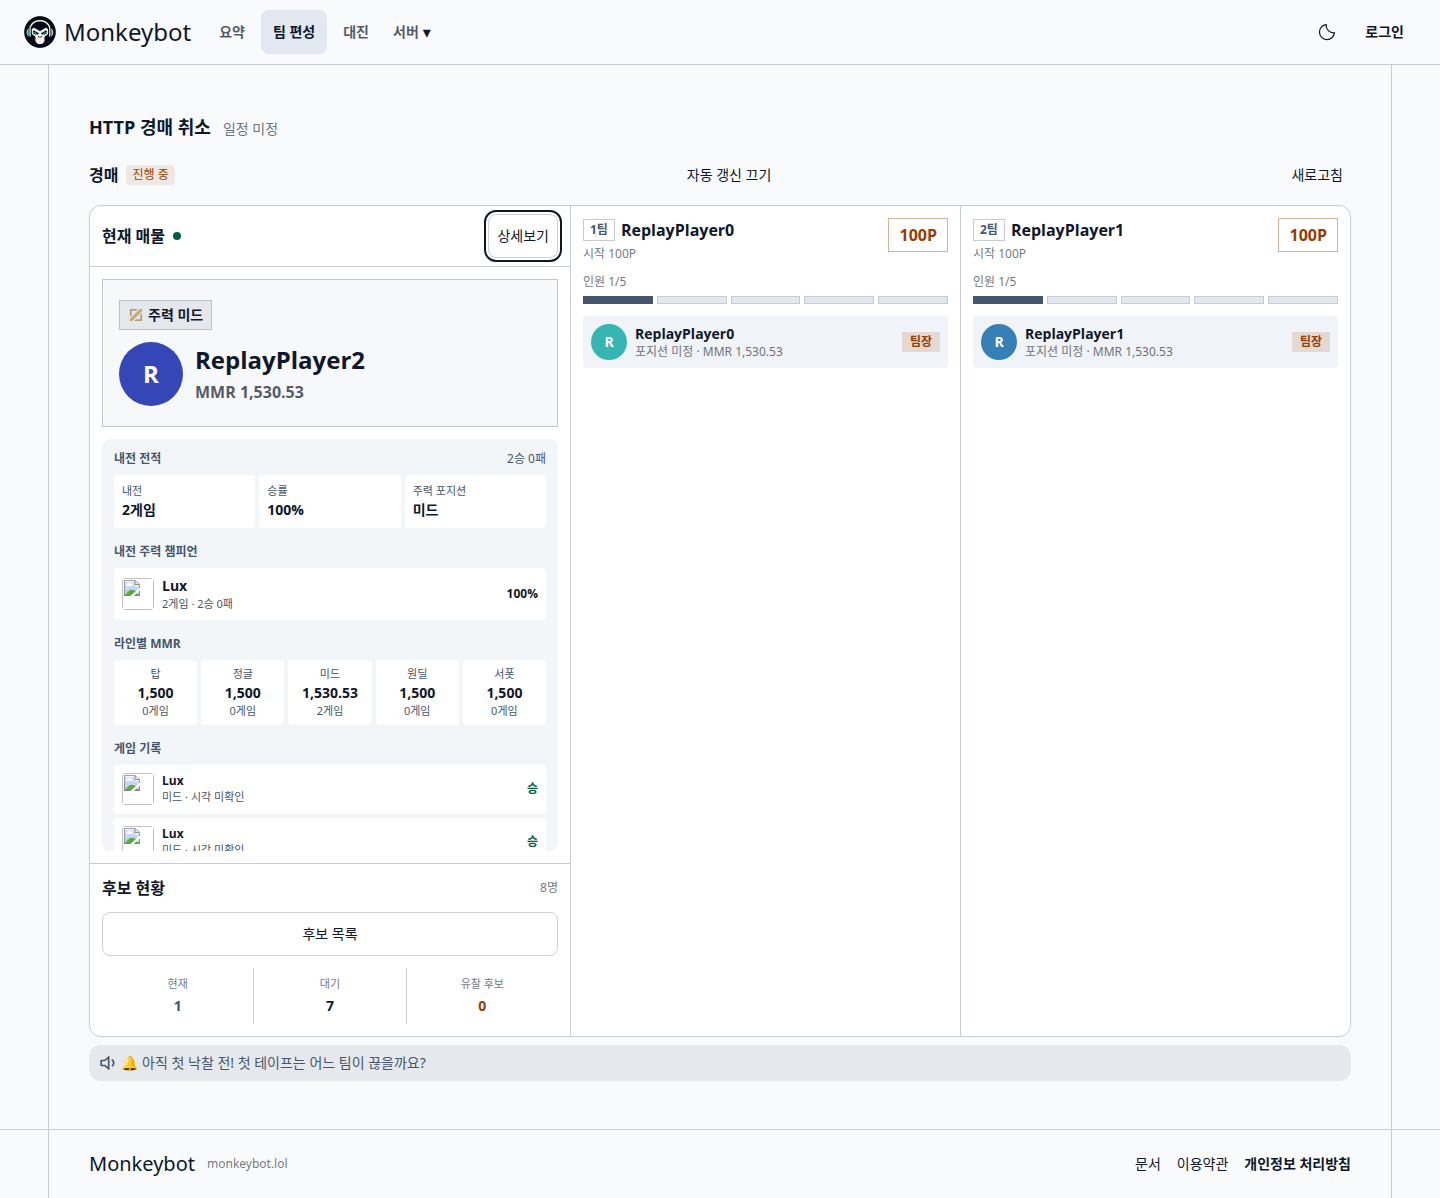 Monkeybot 요약 팀 편성 대진 서버 ▾ 로그인
HTTP 경매 취소 일정 미정
경매 진행 중 자동 갱신 끄기 새로고침
현재 매물 상세보기
주력 미드
R ReplayPlayer2
MMR 1,530.53
내전 전적 2승 0패
내전 승률 주력 포지션
2게임 100% 미드
내전 주력 챔피언
Lux
2게임 · 2승 0패
100%
라인별 MMR
탑 정글 미드 원딜 서폿
1,500 1,500 1,530.53 1,500 1,500
0게임 0게임 2게임 0게임 0게임
게임 기록
Lux
미드 · 시각 미확인
승
Lux
미드 · 시각 미확인
승
후보 현황 8명
후보 목록
현재 대기 유찰 후보
1 7 0
1팀 ReplayPlayer0 100P
시작 100P
인원 1/5
R ReplayPlayer0
포지션 미정 · MMR 1,530.53
팀장
2팀 ReplayPlayer1 100P
시작 100P
인원 1/5
R ReplayPlayer1
포지션 미정 · MMR 1,530.53
팀장
🔔 아직 첫 낙찰 전! 첫 테이프는 어느 팀이 끊을까요?
Monkeybot monkeybot.lol 문서 이용약관 개인정보 처리방침